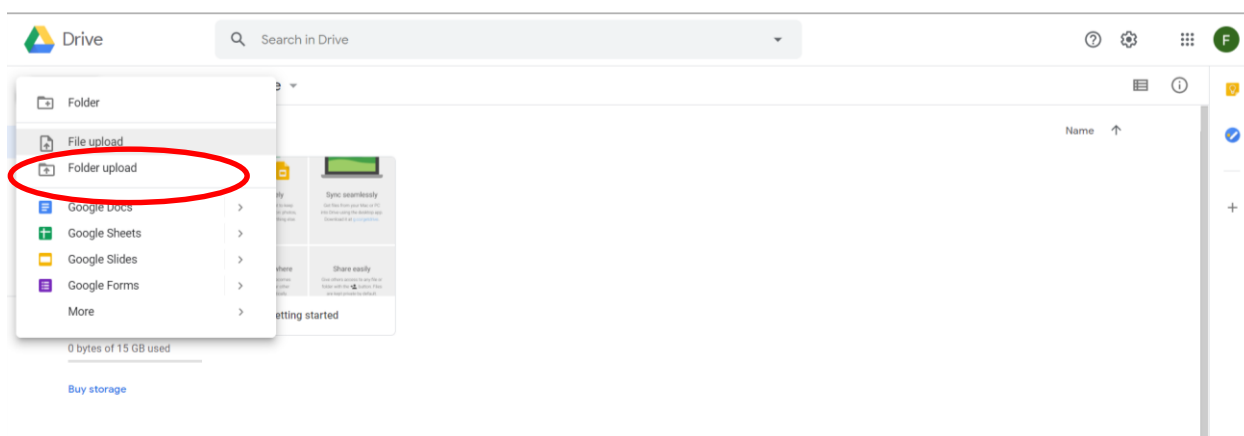 Drive
Search in Drive
F
e
Folder
Name
File upload
Folder upload
Sync seamlessly
Google Docs
Google Sheets
Google Slides
where
Share easily
Google Forms
More
etting started
0 bytes of 15 GB used
Buy storage